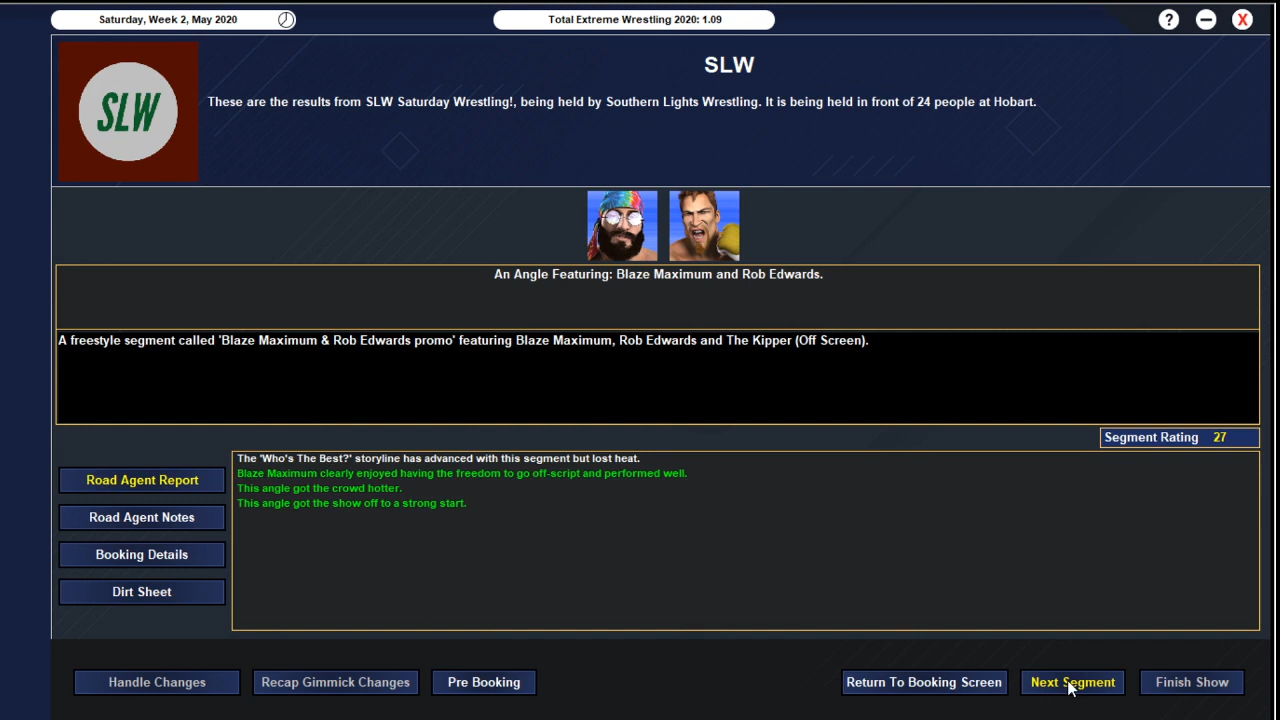 Saturday, Week 2, May 2020
Total Extreme Wrestling 2020: 1.09
? X
SLW
SLW
These are the results from SLW Saturday Wrestling!, being held by Southern Lights Wrestling. It is being held in front of 24 people at Hobart.
An Angle Featuring: Blaze Maximum and Rob Edwards.
A freestyle segment called 'Blaze Maximum & Rob Edwards promo' featuring Blaze Maximum, Rob Edwards and The Kipper (Off Screen).
Segment Rating 27
Road Agent Report
Road Agent Notes
Booking Details
Dirt Sheet
The 'Who's The Best?' storyline has advanced with this segment but lost heat.
Blaze Maximum clearly enjoyed having the freedom to go off-script and performed well.
This angle got the crowd hotter.
This angle got the show off to a strong start.
Handle Changes
Recap Gimmick Changes
Pre Booking
Return To Booking Screen
Next Segment
Finish Show